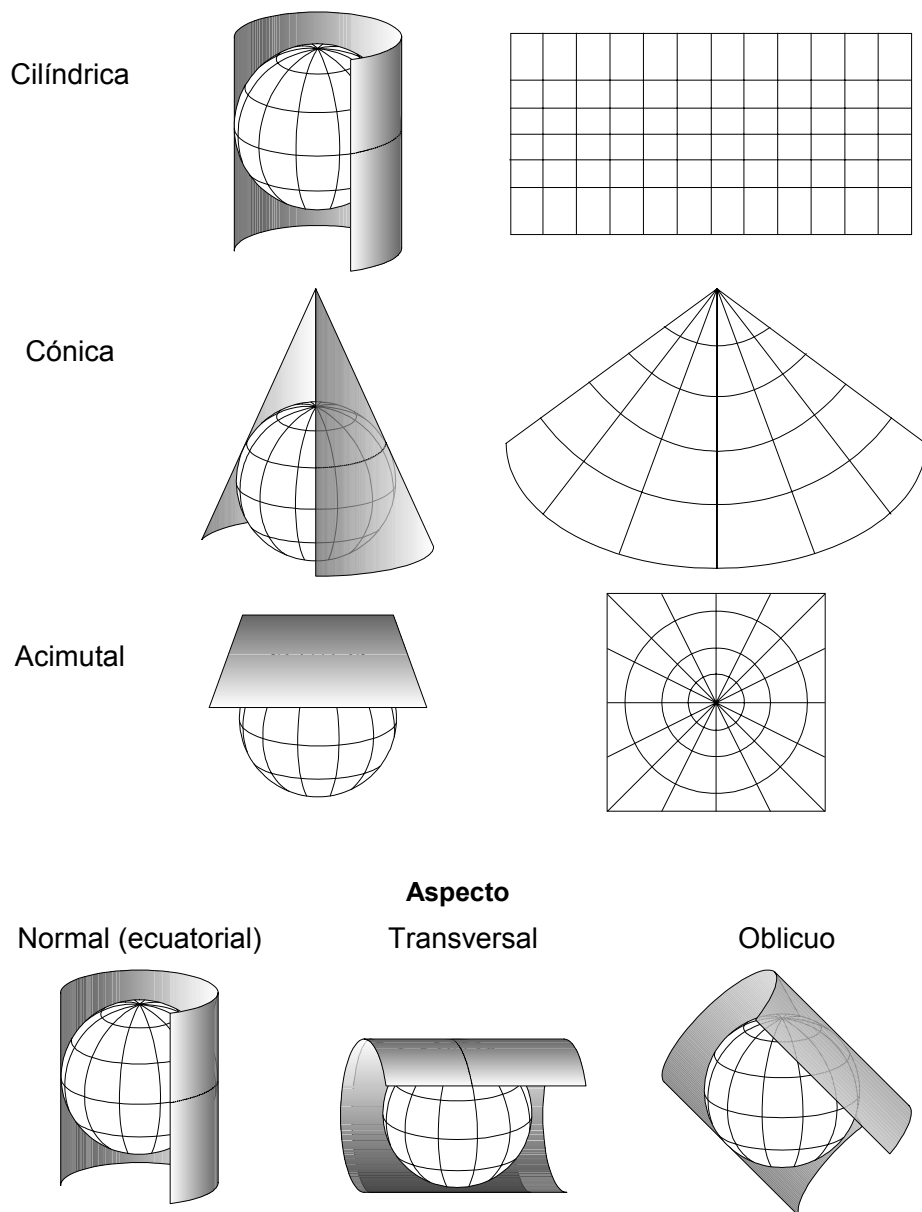 Cilíndrica
Cónica
Acimutal
Aspecto
Normal (ecuatorial) Transversal Oblicuo